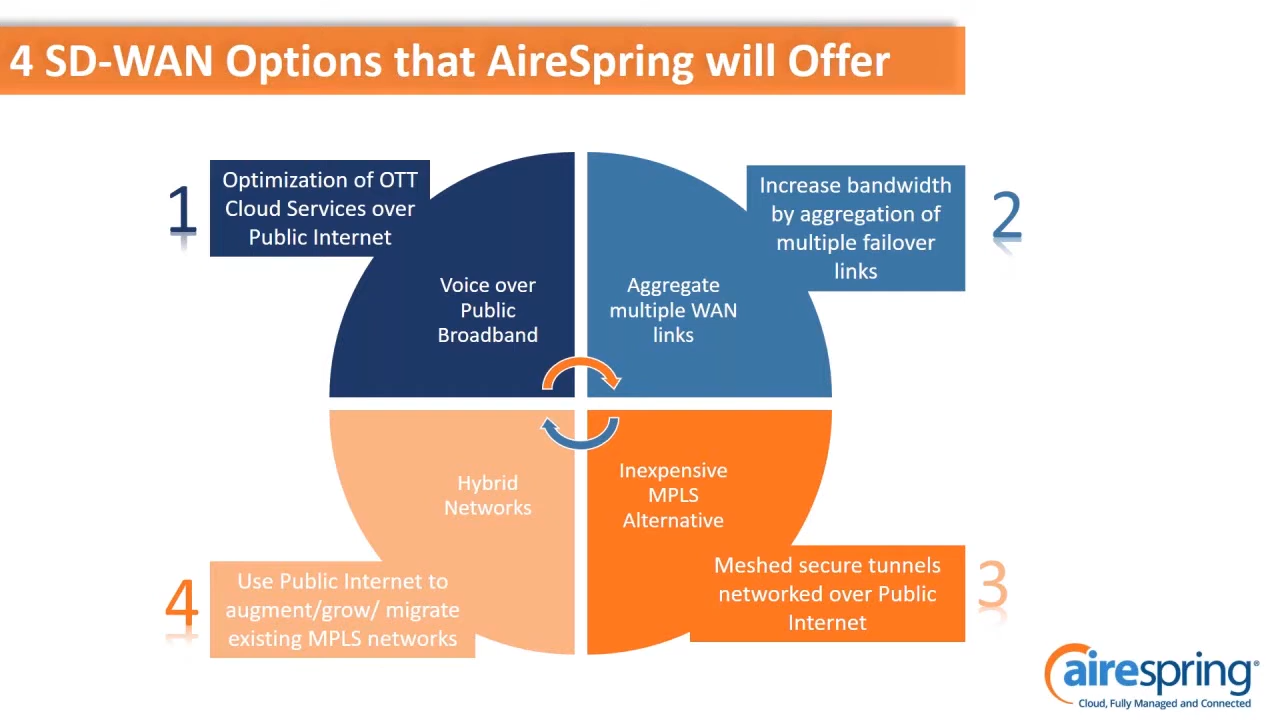 4 SD-WAN Options that AireSpring will Offer
1
Optimization of OTT
Cloud Services over
Public Internet
Voice over
Public
Broadband
2
Increase bandwidth
by aggregation of
multiple failover
links
Aggregate
multiple WAN
links
3
Inexpensive
MPLS
Alternative
Meshed secure tunnels
networked over Public
Internet
4
Hybrid
Networks
Use Public Internet to
augment/grow/ migrate
existing MPLS networks
airespring®
Cloud, Fully Managed and Connected